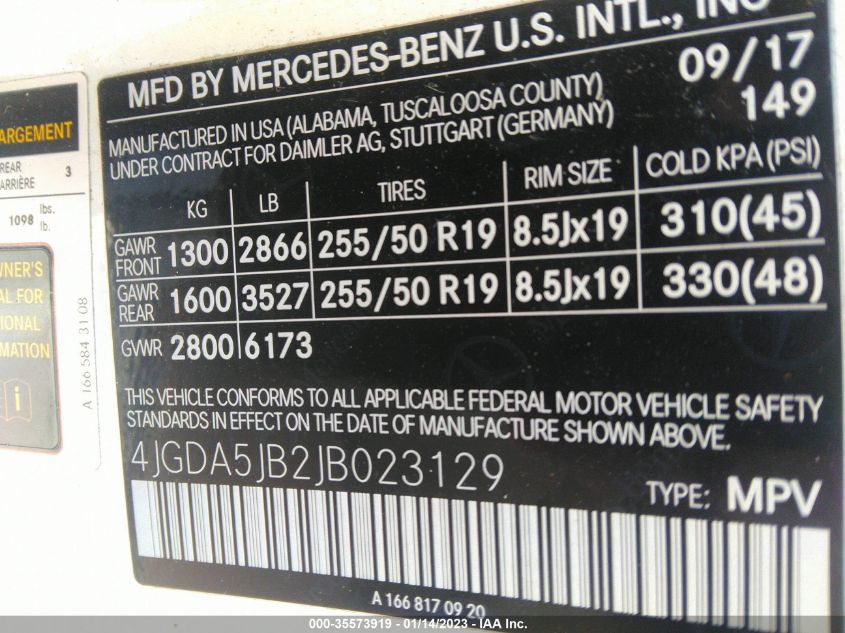 MFD BY MERCEDES-BENZ U.S. INTL., INC
09/17
149
MANUFACTURED IN USA (ALABAMA, TUSCALOOSA COUNTY)
UNDER CONTRACT FOR DAIMLER AG, STUTTGART (GERMANY)
KG LB TIRES RIM SIZE COLD KPA (PSI)
GAWR FRONT 1300 2866 255/50 R19 8.5Jx19 310(45)
GAWR REAR 1600 3527 255/50 R19 8.5Jx19 330(48)
GVWR 2800 6173
THIS VEHICLE CONFORMS TO ALL APPLICABLE FEDERAL MOTOR VEHICLE SAFETY
STANDARDS IN EFFECT ON THE DATE OF MANUFACTURE SHOWN ABOVE.
4JGDA5JB2JB023129
TYPE: MPV
A 166 817 09 20
ARGEMENT
REAR
ARRIÈRE 3
1098 lbs.
lb.
WNER'S
AL FOR
IONAL
MATION
A 166 584 31 08
000-35573919 - 01/14/2023 - IAA Inc.